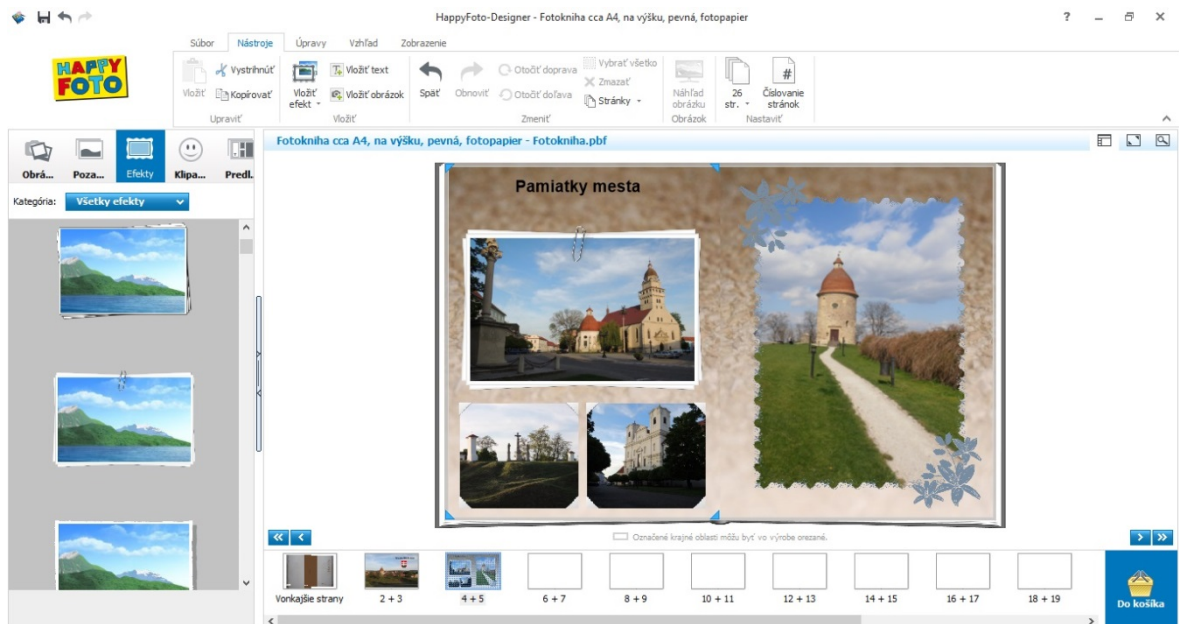 HappyFoto-Designer - Fotokniha cca A4, na výšku, pevná, fotopapier
?
Súbor Nástroje Úpravy Vzhľad Zobrazenie
HAPPY
FOTO
Vložiť
Vystrihnúť
Kopírovať
Upraviť
Vložiť
efekt
Vložiť text
Vložiť obrázok
Vložiť
Späť
Obnoviť
Otočiť doprava
Otočiť doľava
Vybrať všetko
Zmazať
Stránky
Zmeniť
Náhľad
obrázku
Obrázok
26
str.
#
Číslovanie
stránok
Nastaviť
Obrá... Poza... Efekty Klipa... Predl.
Kategória: Všetky efekty
Fotokniha cca A4, na výšku, pevná, fotopapier - Fotokniha.pbf
Pamiatky mesta
Označené krajné oblasti môžu byť vo výrobe orezané.
Vonkajšie strany 2 + 3 4 + 5 6 + 7 8 + 9 10 + 11 12 + 13 14 + 15 16 + 17 18 + 19
Do košíka